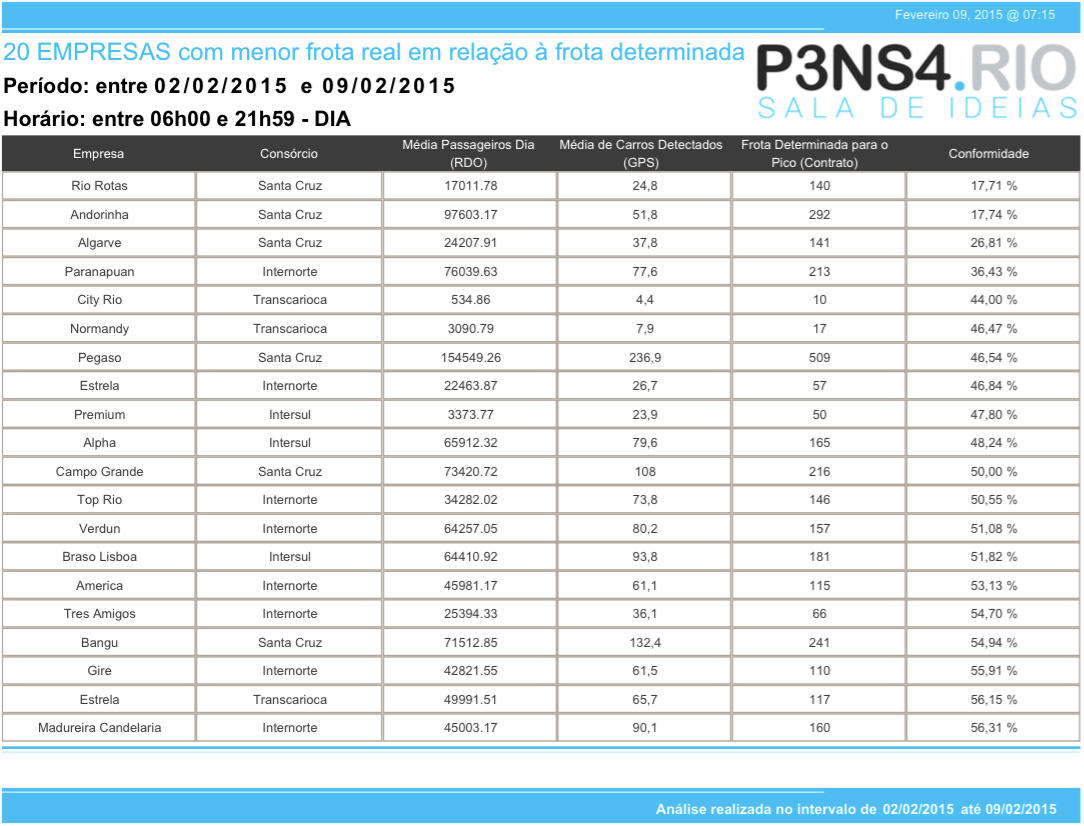 Fevereiro 09, 2015 @ 07:15
20 EMPRESAS com menor frota real em relação à frota determinada
P3NS4.RIO
SALA DE IDEIAS
Período: entre 02/02/2015 e 09/02/2015
Horário: entre 06h00 e 21h59 - DIA
Empresa Consórcio Média Passageiros Dia (RDO) Média de Carros Detectados (GPS) Frota Determinada para o Pico (Contrato) Conformidade
Rio Rotas Santa Cruz 17011.78 24,8 140 17,71 %
Andorinha Santa Cruz 97603.17 51,8 292 17,74 %
Algarve Santa Cruz 24207.91 37,8 141 26,81 %
Paranapuan Internorte 76039.63 77,6 213 36,43 %
City Rio Transcarioca 534.86 4,4 10 44,00 %
Normandy Transcarioca 3090.79 7,9 17 46,47 %
Pegaso Santa Cruz 154549.26 236,9 509 46,54 %
Estrela Internorte 22463.87 26,7 57 46,84 %
Premium Intersul 3373.77 23,9 50 47,80 %
Alpha Intersul 65912.32 79,6 165 48,24 %
Campo Grande Santa Cruz 73420.72 108 216 50,00 %
Top Rio Internorte 34282.02 73,8 146 50,55 %
Verdun Internorte 64257.05 80,2 157 51,08 %
Braso Lisboa Intersul 64410.92 93,8 181 51,82 %
America Internorte 45981.17 61,1 115 53,13 %
Tres Amigos Internorte 25394.33 36,1 66 54,70 %
Bangu Santa Cruz 71512.85 132,4 241 54,94 %
Gire Internorte 42821.55 61,5 110 55,91 %
Estrela Transcarioca 49991.51 65,7 117 56,15 %
Madureira Candelaria Internorte 45003.17 90,1 160 56,31 %
Análise realizada no intervalo de 02/02/2015 até 09/02/2015